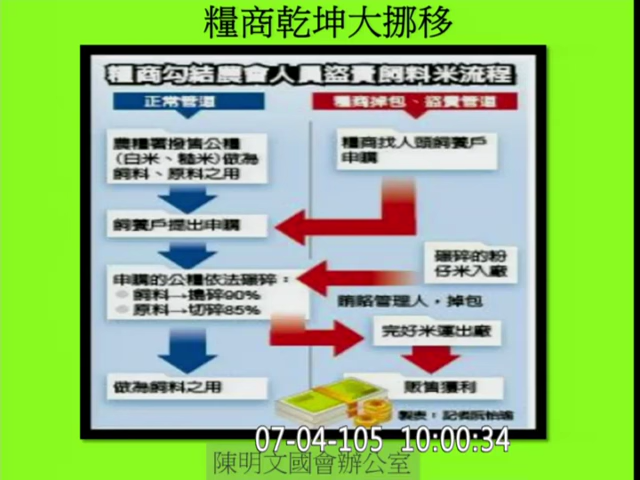 糧商乾坤大挪移
糧商勾結農會人員盜賣飼料米流程
正常管道
糧商掉包、盜賣管道
農糧署撥售公糧
(白米、糙米)做為
飼料、原料之用
糧商找人頭飼養戶
申購
飼養戶提出申購
碾碎的粉
仔米入廠
申購的公糧依法碾碎：
飼料→搗碎90%
原料→切碎85%
賄賂管理人，掉包
完好米運出廠
做為飼料之用
販售獲利
製表：記者阮怡瑜
07-04-105 10:00:34
陳明文國會辦公室